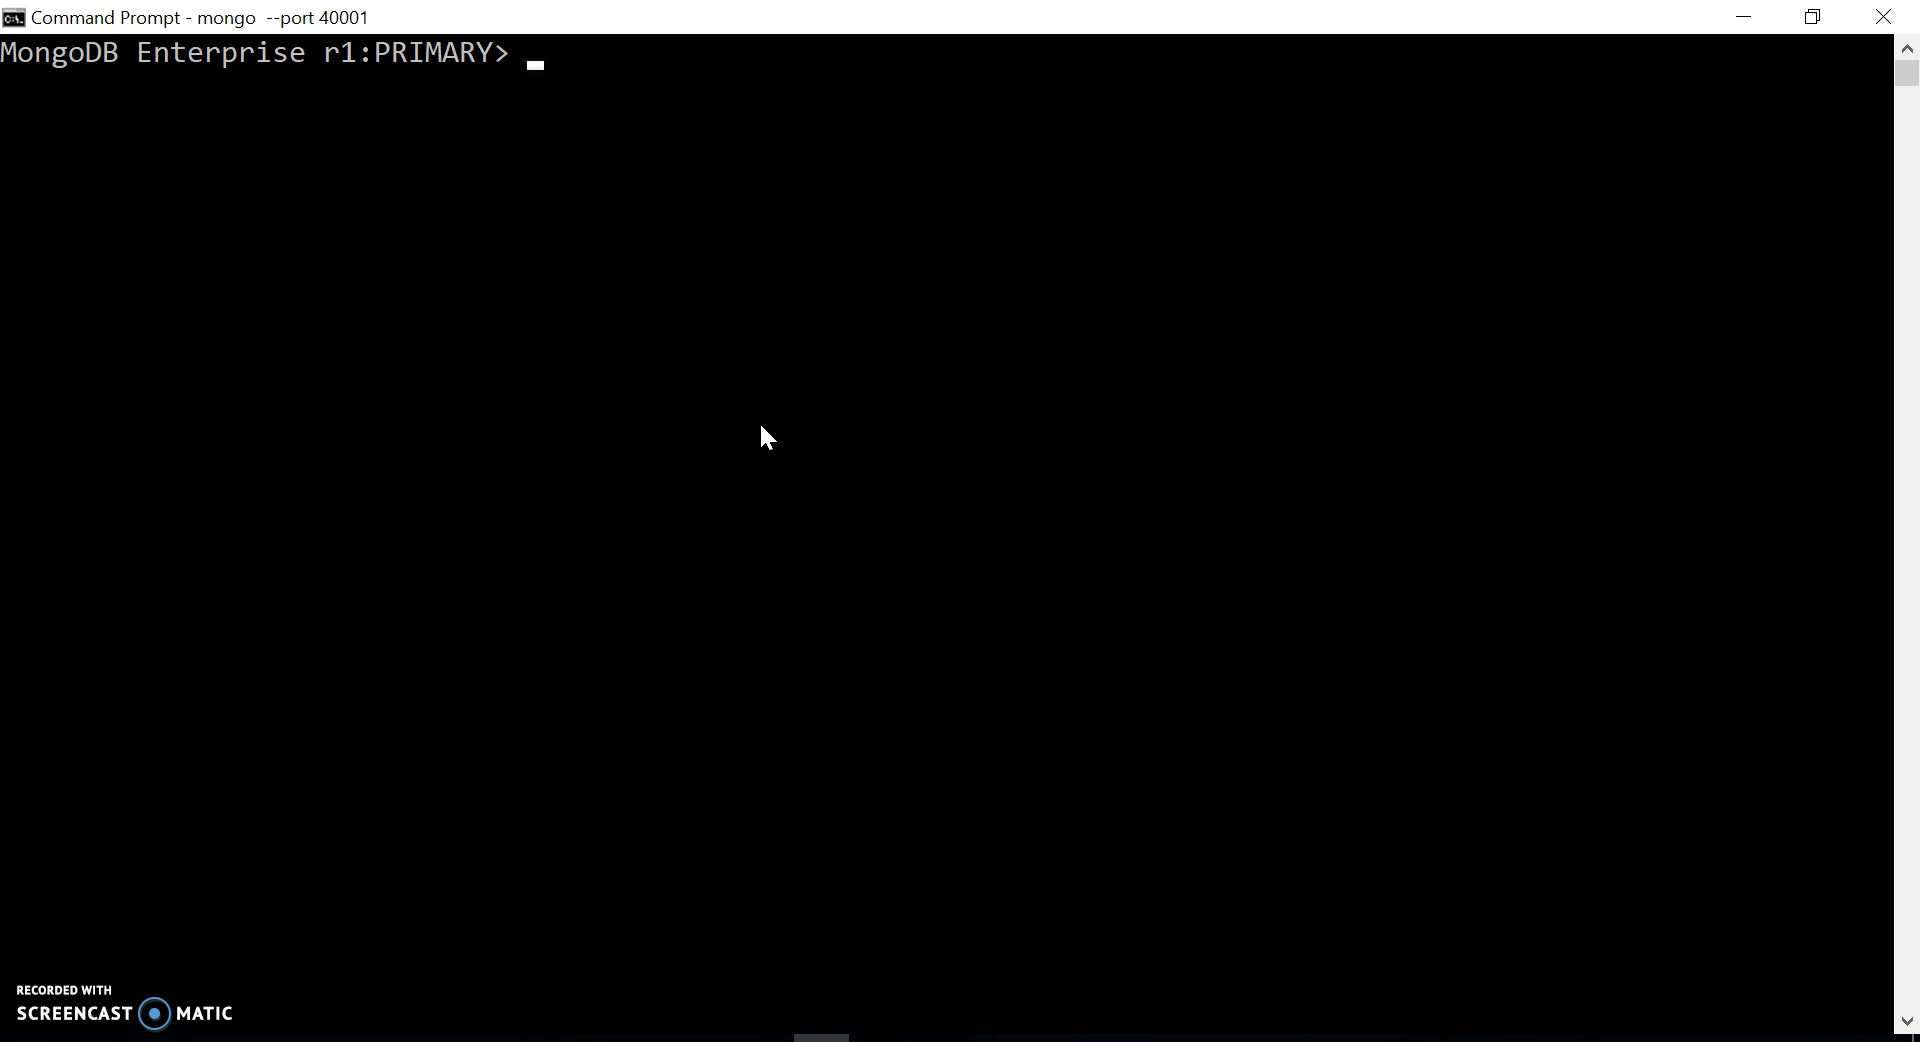 Command Prompt - mongo  --port 40001
MongoDB Enterprise r1:PRIMARY>
RECORDED WITH
SCREENCAST MATIC